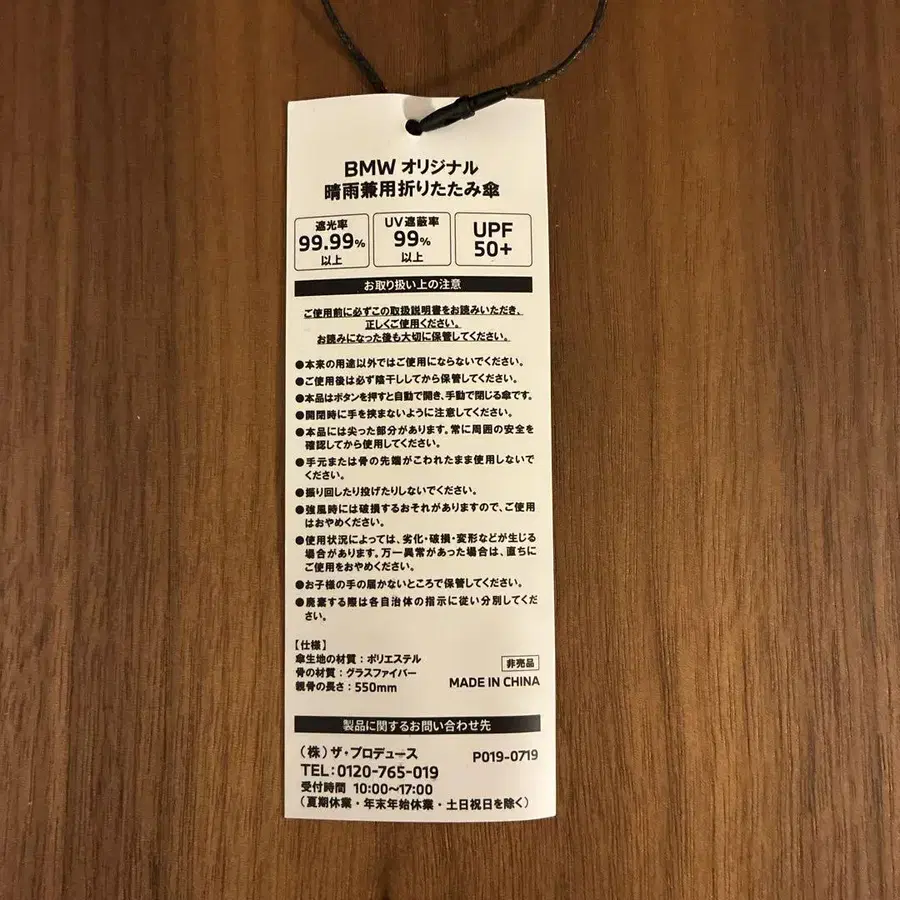 BMW オリジナル
晴雨兼用折りたたみ傘
遮光率
99.99%
以上
UV遮蔽率
99%
以上
UPF
50+
お取り扱い上の注意
ご使用前に必ずこの取扱説明書をお読みいただき、
正しくご使用ください。
お読みになった後も大切に保管してください。
●本来の用途以外ではご使用にならないでください。
●ご使用後は必ず陰干ししてから保管してください。
●本品はボタンを押すと自動で開き、手動で閉じる傘です。
●開閉時に手を挟まないように注意してください。
●本品には尖った部分があります。常に周囲の安全を
確認してから使用してください。
●手元または骨の先端がこわれたまま使用しないで
ください。
●振り回したり投げたりしないでください。
●強風時には破損するおそれがありますので、ご使用
はおやめください。
●使用状況によっては、劣化・破損・変形などが生じる
場合があります。万一異常があった場合は、直ちに
ご使用をおやめください。
●お子様の手の届かないところで保管してください。
●廃棄する際は各自治体の指示に従い分別してくだ
さい。
【仕様】
傘生地の材質：ポリエステル
骨の材質：グラスファイバー
親骨の長さ：550mm
非売品
MADE IN CHINA
製品に関するお問い合わせ先
（株）ザ・プロデュース
P019-0719
TEL：0120-765-019
受付時間 10:00〜17:00
（夏期休業・年末年始休業・土日祝日を除く）